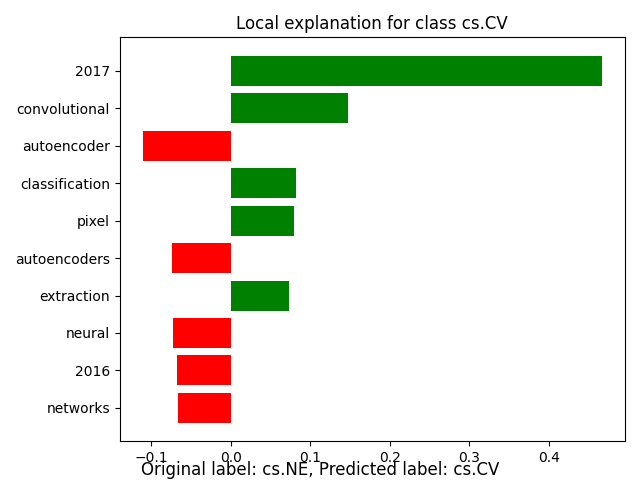 Local explanation for class cs.CV
2017
convolutional
autoencoder
classification
pixel
autoencoders
extraction
neural
2016
networks
−0.1 0.0 0.1 0.2 0.3 0.4
Original label: cs.NE, Predicted label: cs.CV